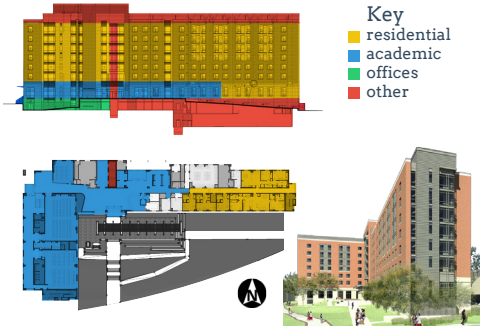 Key
residential
academic
offices
other
N